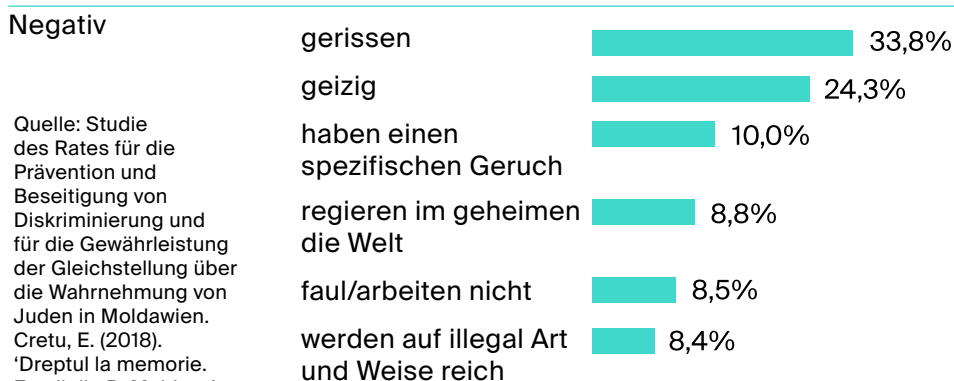 Negativ
gerissen 33,8%
geizig 24,3%
haben einen
spezifischen Geruch 10,0%
regieren im geheimen
die Welt 8,8%
faul/arbeiten nicht 8,5%
werden auf illegal Art
und Weise reich 8,4%
Quelle: Studie
des Rates für die
Prävention und
Beseitigung von
Diskriminierung und
für die Gewährleistung
der Gleichstellung über
die Wahrnehmung von
Juden in Moldawien.
Cretu, E. (2018).
‘Dreptul la memorie.